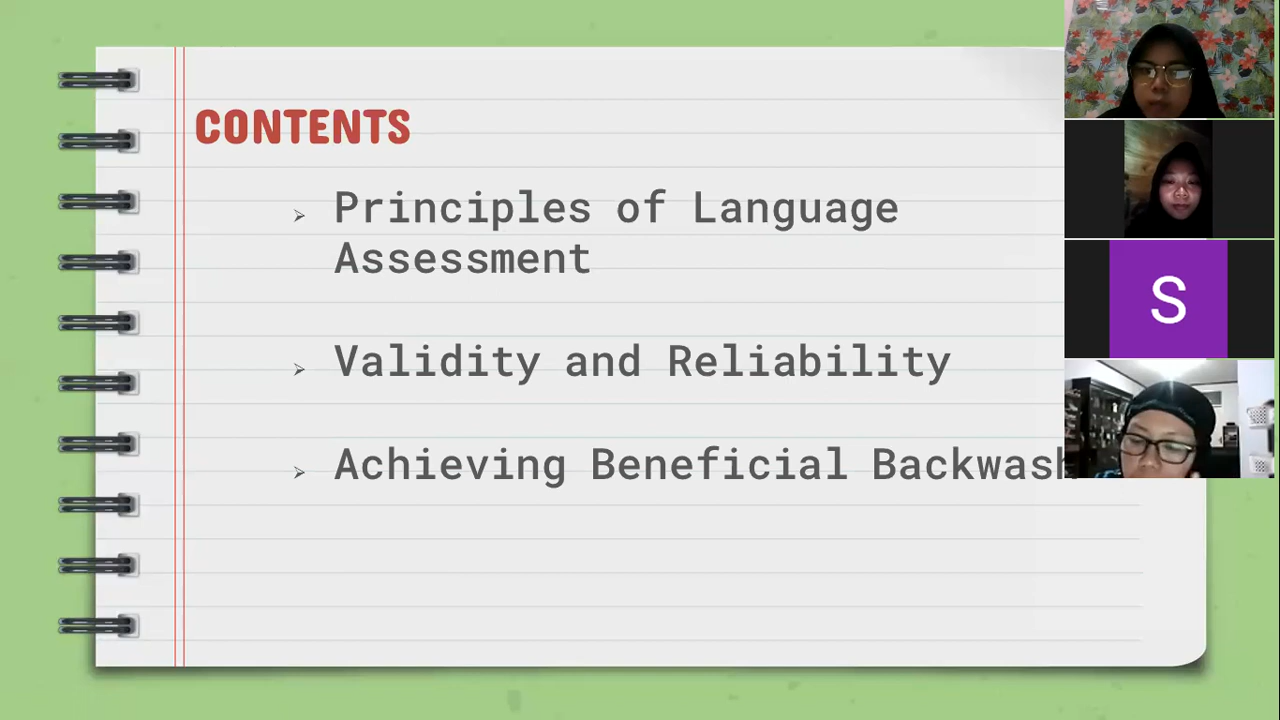 CONTENTS
➢ Principles of Language
Assessment
➢ Validity and Reliability
➢ Achieving Beneficial Backwash
S